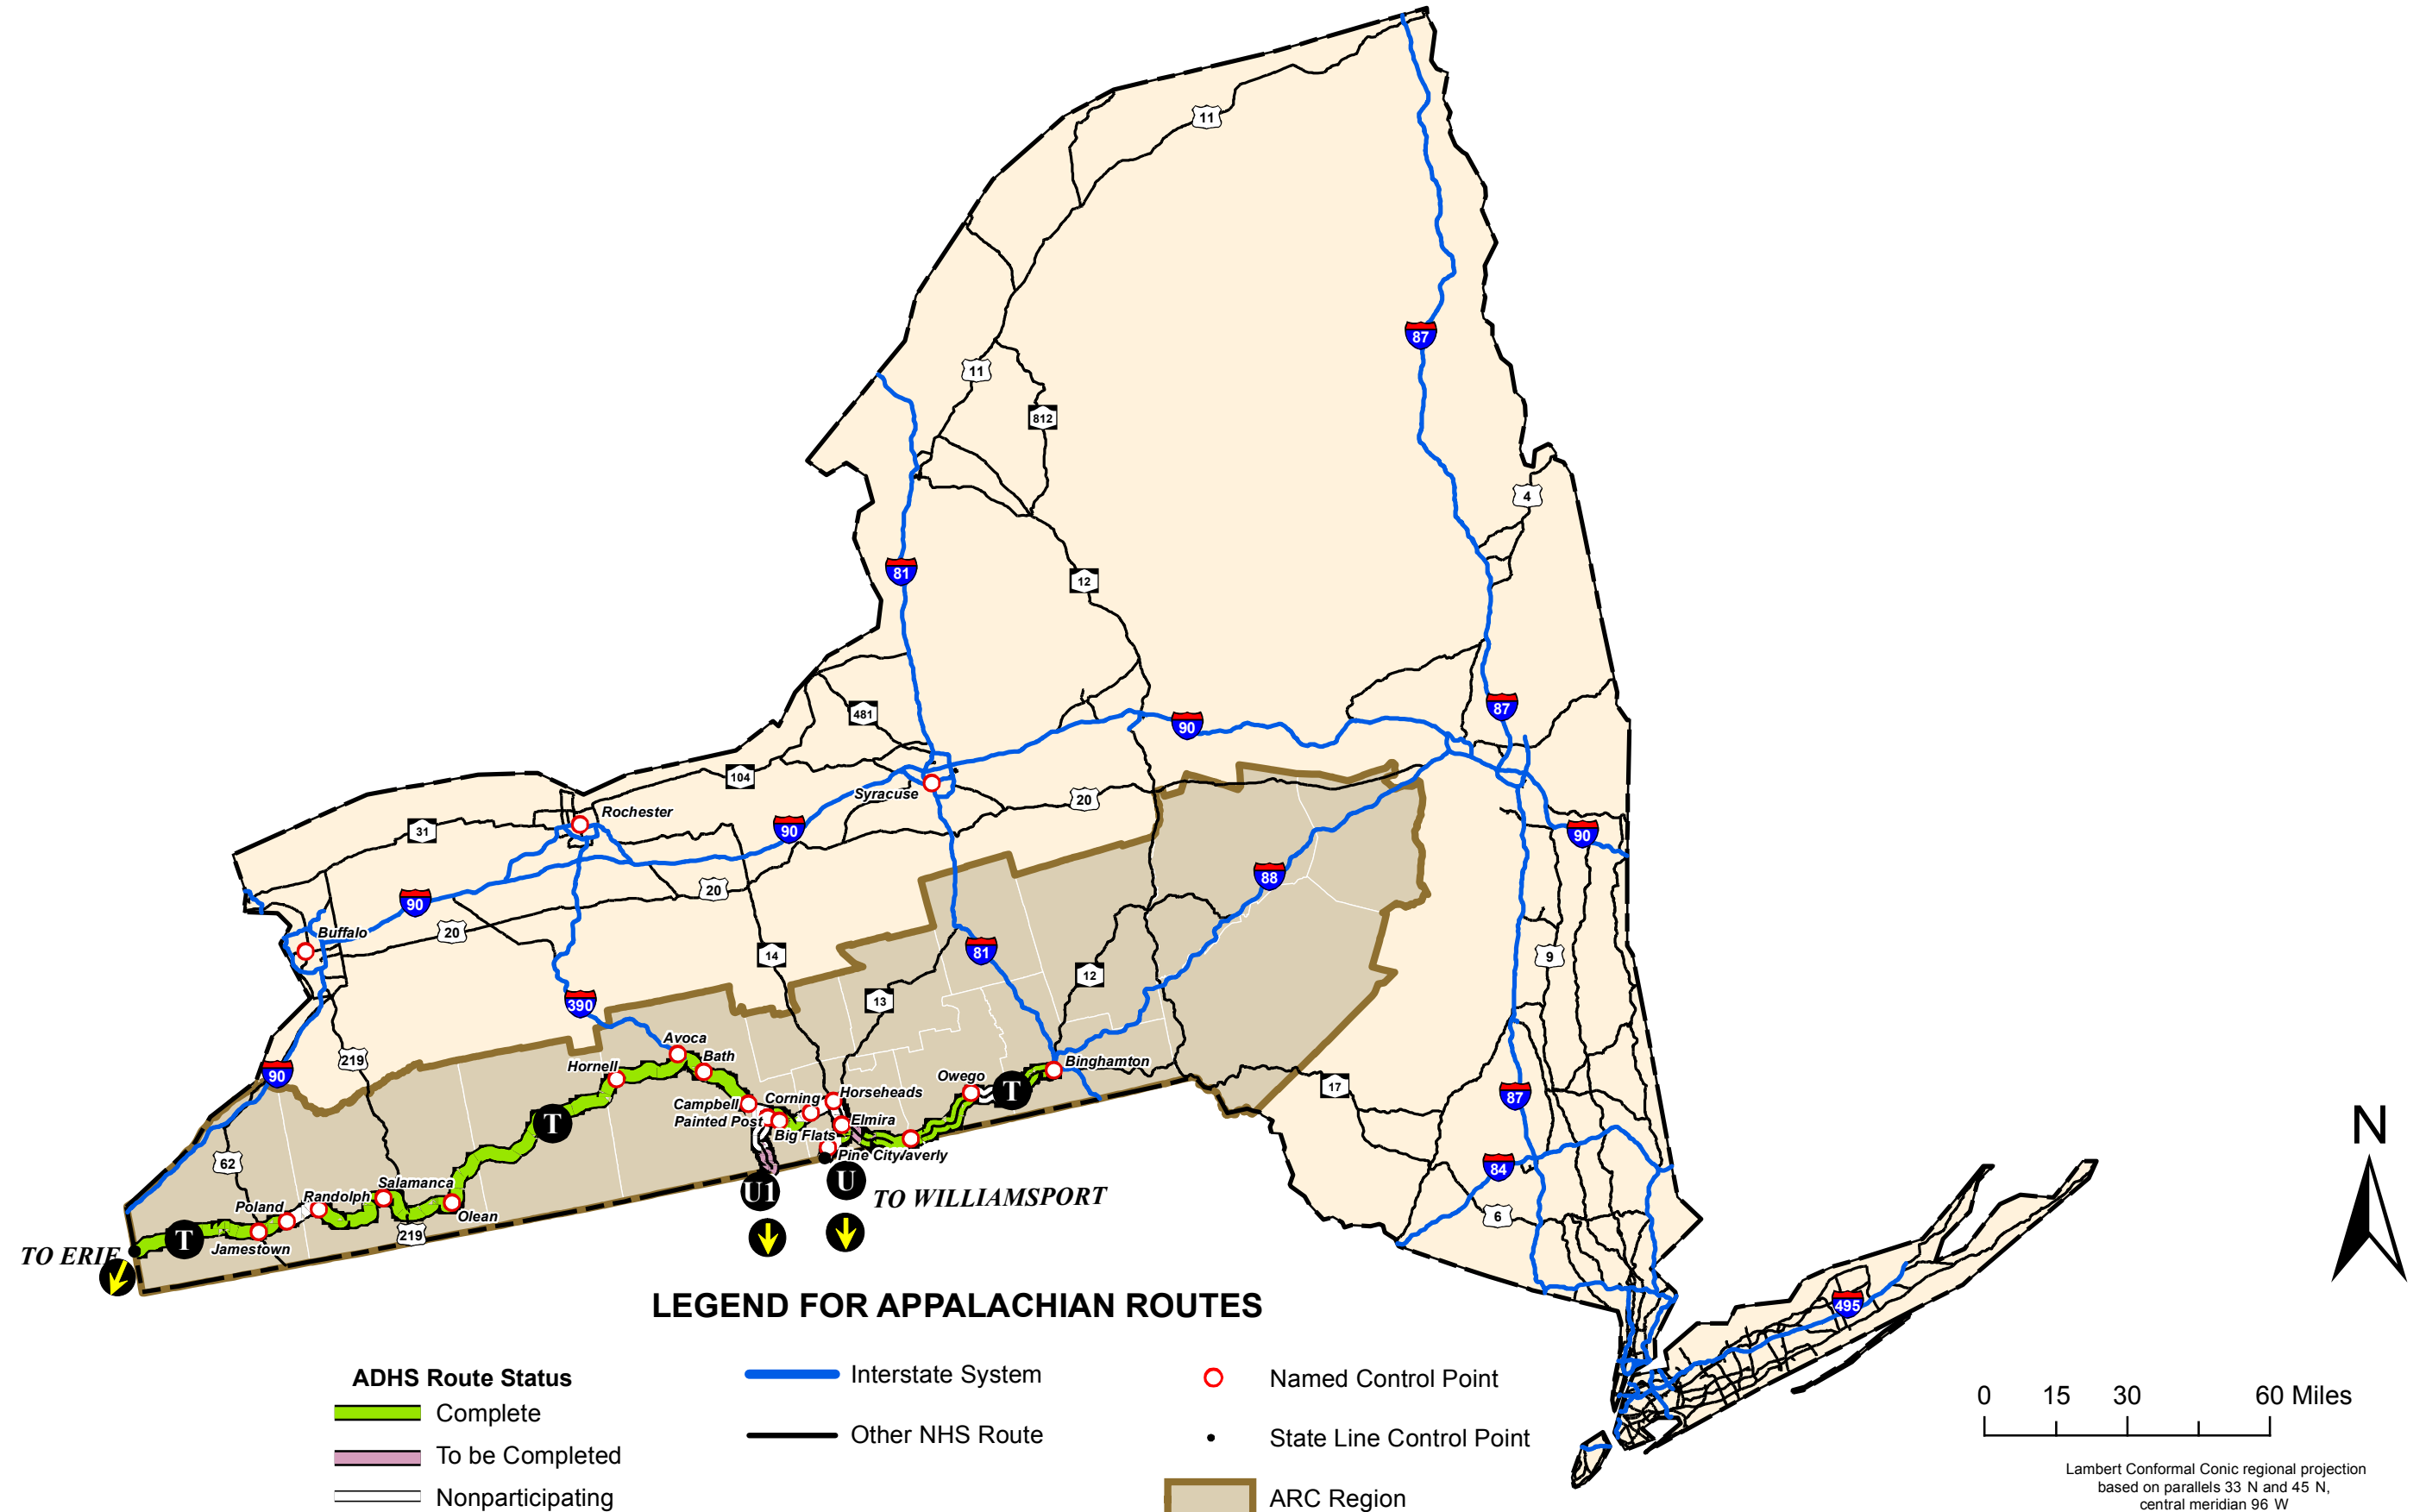 11
87
11
812
4
81
12
481
87
90
104
Syracuse
20
Rochester
31
90
90
88
20
90
Buffalo
20
81
14
9
12
13
390
Avoca
219
Bath
Binghamton
Hornell
90
Owego
T
17
87
Horseheads
Corning
Campbell
Painted Post
Elmira
T
Big Flats
Pine City
62
84
Salamanca
U1
U
TO WILLIAMSPORT
Randolph
Poland
Olean
6
219
T
Jamestown
TO ERIE
N
495
LEGEND FOR APPALACHIAN ROUTES
ADHS Route Status
Complete
To be Completed
Nonparticipating
Interstate System
Other NHS Route
Named Control Point
State Line Control Point
ARC Region
0 15 30 60 Miles
Lambert Conformal Conic regional projection
based on parallels 33 N and 45 N,
central meridian 96 W